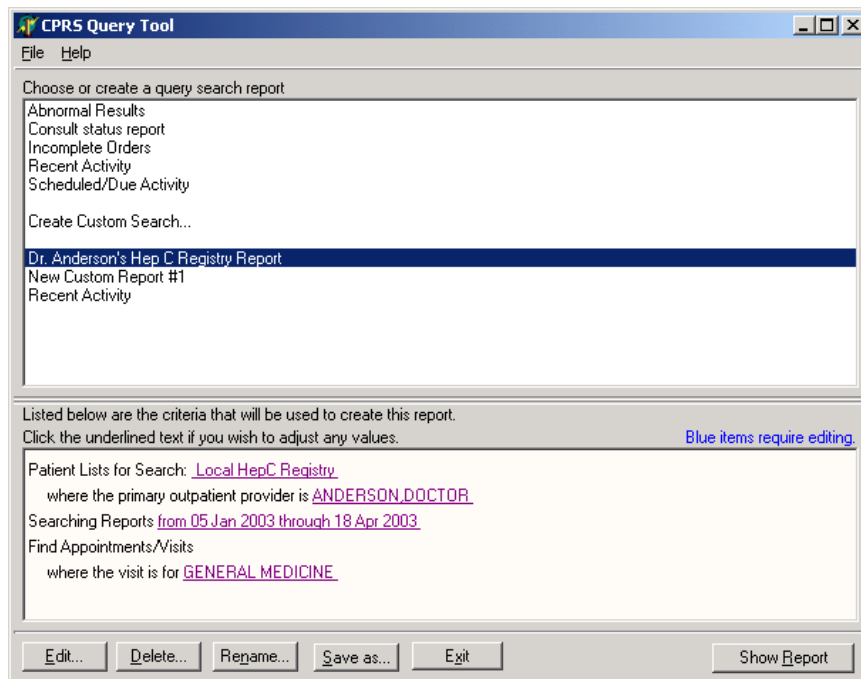 CPRS Query Tool
File Help
Choose or create a query search report
Abnormal Results
Consult status report
Incomplete Orders
Recent Activity
Scheduled/Due Activity
Create Custom Search...
Dr. Anderson's Hep C Registry Report
New Custom Report #1
Recent Activity
Listed below are the criteria that will be used to create this report.
Click the underlined text if you wish to adjust any values. Blue items require editing.
Patient Lists for Search: Local HepC Registry
where the primary outpatient provider is ANDERSON,DOCTOR
Searching Reports from 05 Jan 2003 through 18 Apr 2003
Find Appointments/Visits
where the visit is for GENERAL MEDICINE
Edit... Delete... Rename... Save as... Exit Show Report